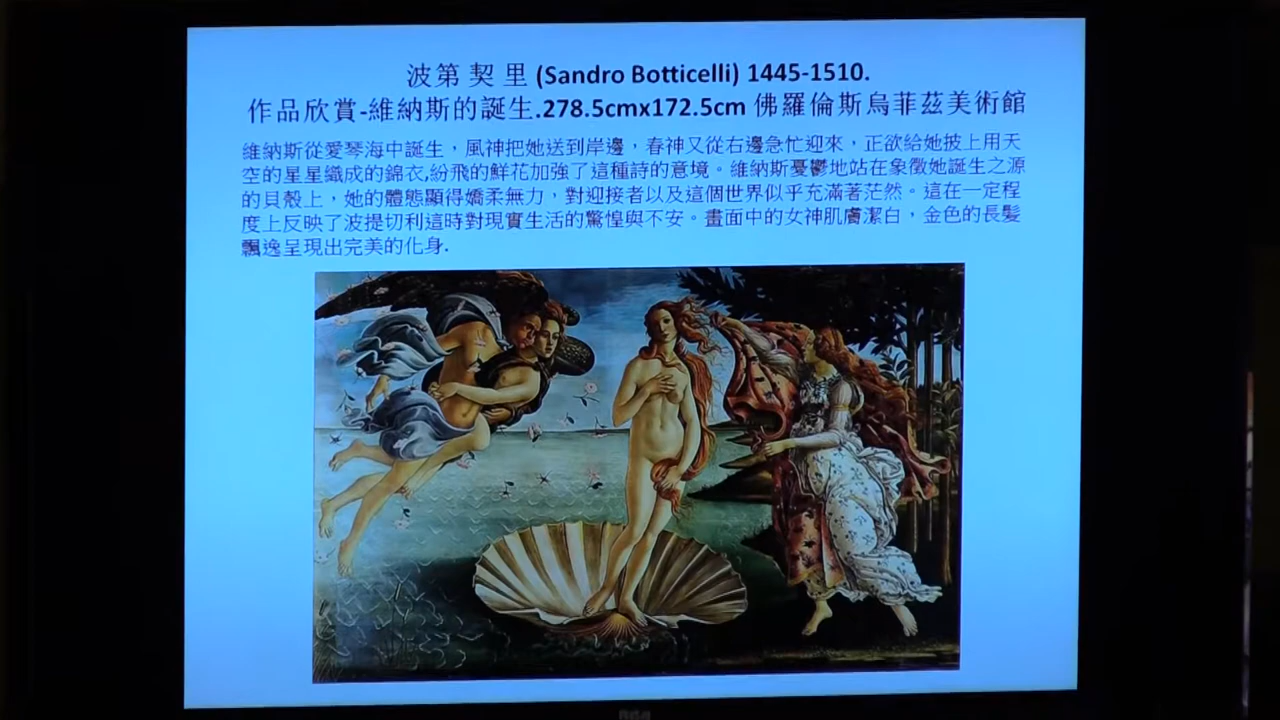 波第 契 里 (Sandro Botticelli) 1445-1510.
作品欣賞-維納斯的誕生.278.5cmx172.5cm 佛羅倫斯烏菲茲美術館
維納斯從愛琴海中誕生，風神把她送到岸邊，春神又從右邊急忙迎來，正欲給她披上用天
空的星星織成的錦衣,紛飛的鮮花加強了這種詩的意境。維納斯憂鬱地站在象徵她誕生之源
的貝殼上，她的體態顯得嬌柔無力，對迎接者以及這個世界似乎充滿著茫然。這在一定程
度上反映了波提切利這時對現實生活的驚惶與不安。畫面中的女神肌膚潔白，金色的長髮
飄逸呈現出完美的化身.